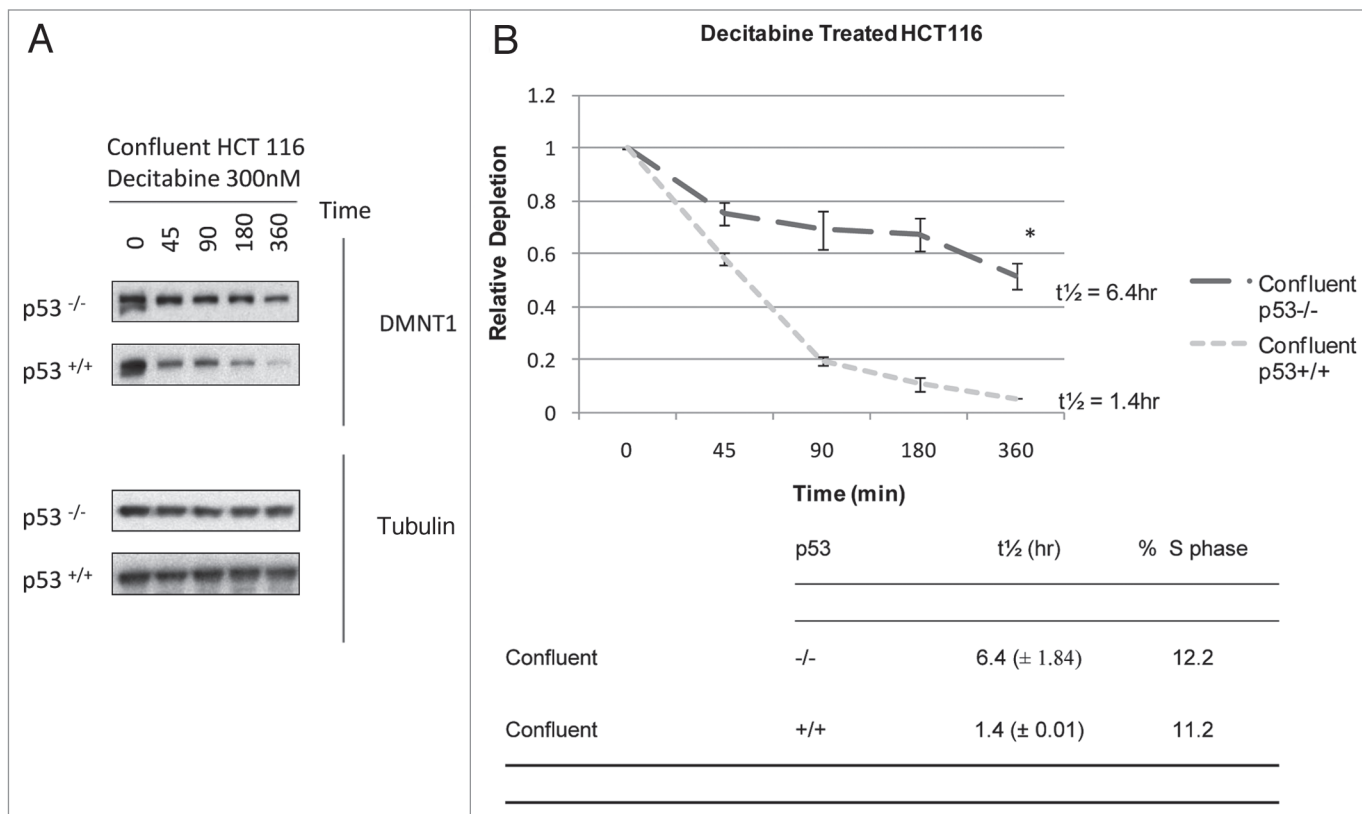 A
Confluent HCT 116
Decitabine 300nM
Time
0 45 90 180 360
p53 -/-
p53 +/+
DMNT1
p53 -/-
p53 +/+
Tubulin
B
Decitabine Treated HCT116
Relative Depletion
1.2
1
0.8
0.6
0.4
0.2
0
*
t½ = 6.4hr
t½ = 1.4hr
Confluent
p53-/-
Confluent
p53+/+
0 45 90 180 360
Time (min)
p53 t½ (hr) % S phase
Confluent -/- 6.4 (± 1.84) 12.2
Confluent +/+ 1.4 (± 0.01) 11.2